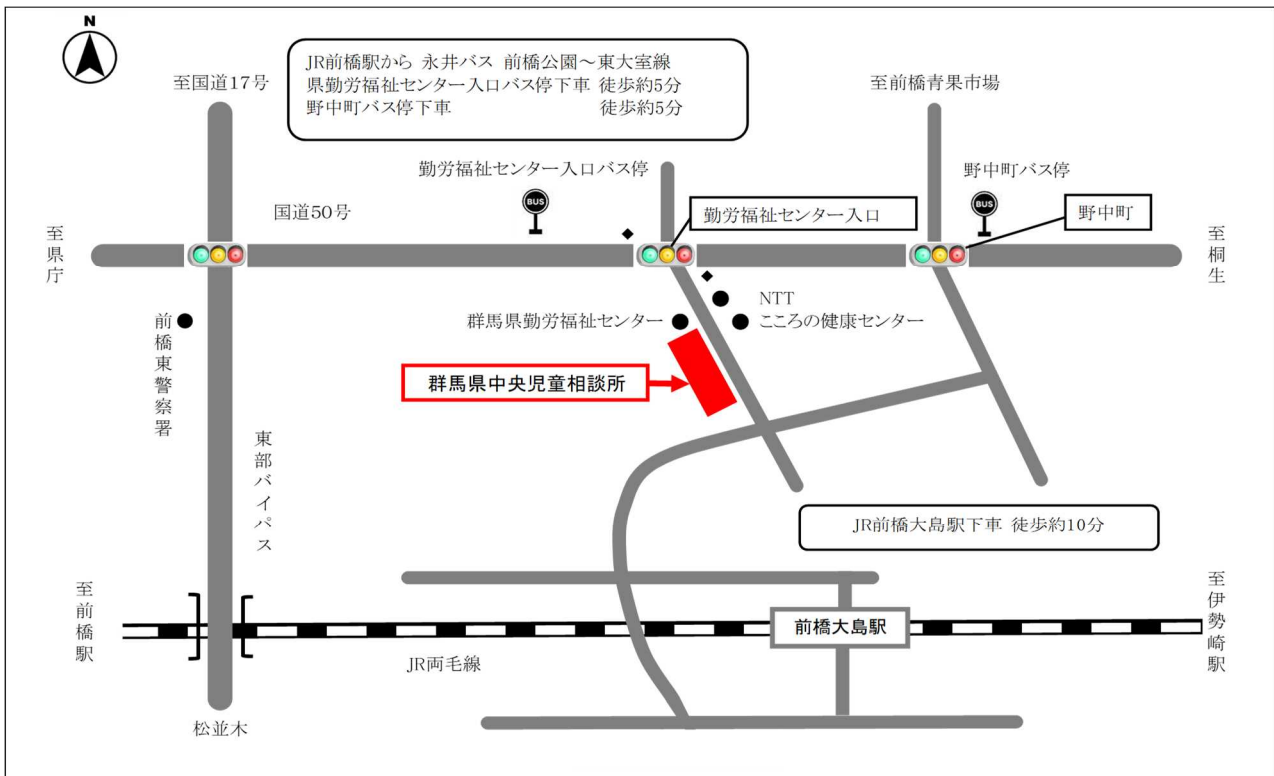 N
JR前橋駅から 永井バス 前橋公園～東大室線
県勤労福祉センター入口バス停下車 徒歩約5分
野中町バス停下車 徒歩約5分
至国道17号
至前橋青果市場
勤労福祉センター入口バス停
野中町バス停
BUS
BUS
国道50号
勤労福祉センター入口
野中町
至県庁
至桐生
前橋東警察署
NTT
群馬県勤労福祉センター
こころの健康センター
群馬県中央児童相談所
東部バイパス
JR前橋大島駅下車 徒歩約10分
至前橋駅
前橋大島駅
至伊勢崎駅
JR両毛線
松並木